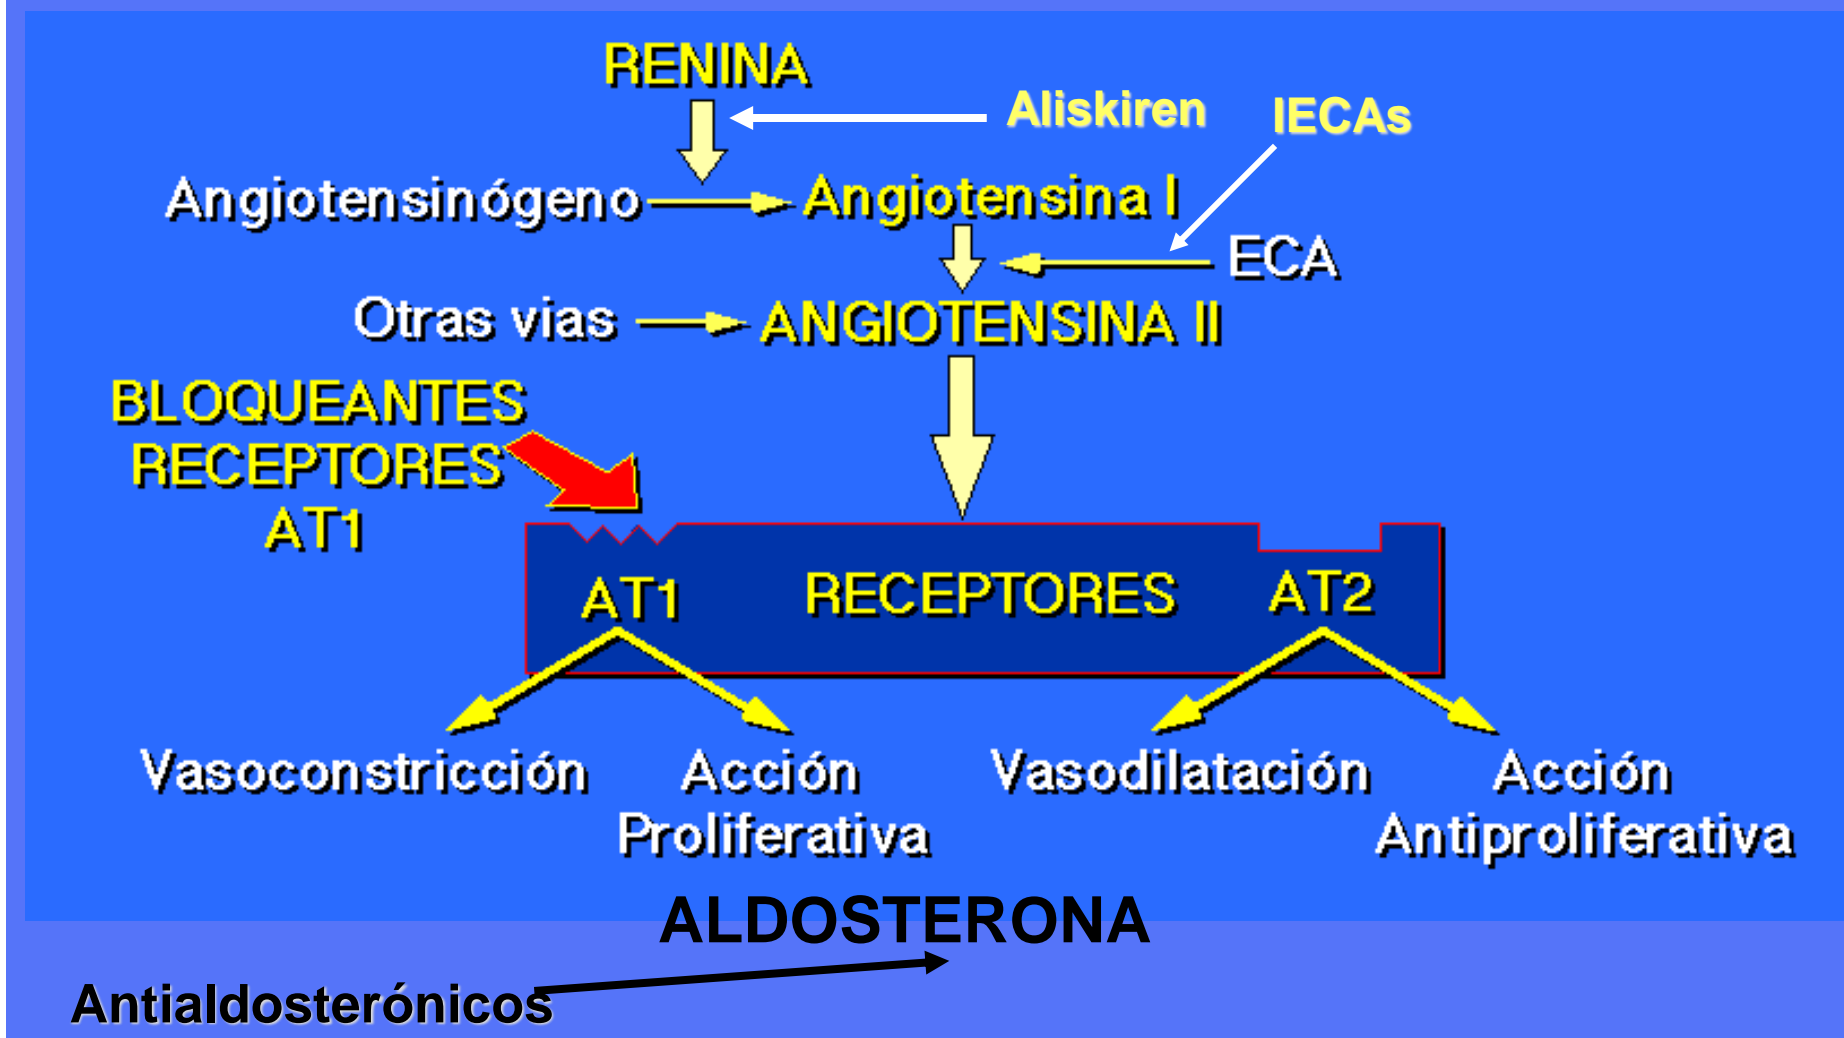 RENINA
Aliskiren
IECAs
Angiotensinógeno
Angiotensina I
ECA
Otras vias
ANGIOTENSINA II
BLOQUEANTES
RECEPTORES
AT1
AT1
RECEPTORES
AT2
Vasoconstricción
Acción
Proliferativa
Vasodilatación
Acción
Antiproliferativa
ALDOSTERONA
Antialdosterónicos